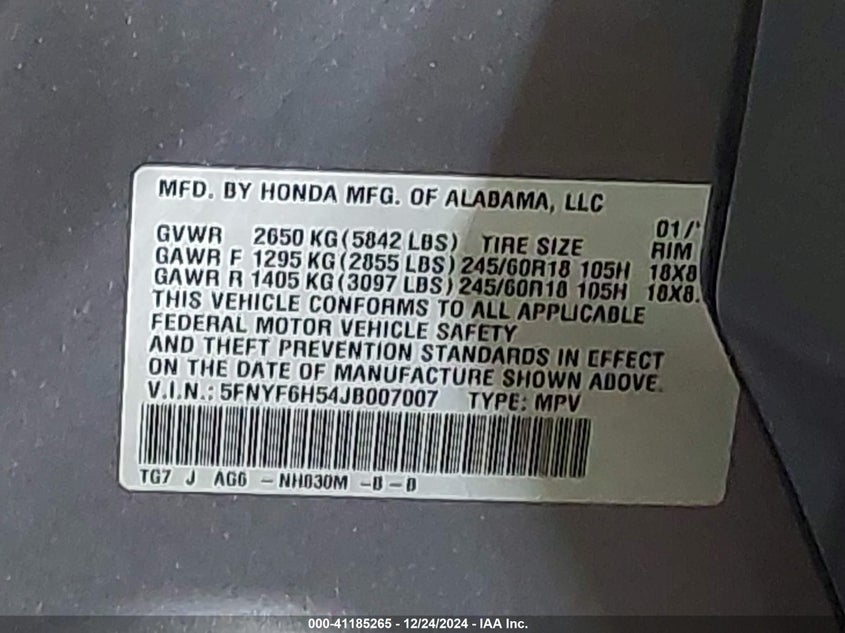 MFD. BY HONDA MFG. OF ALABAMA, LLC
01/
GVWR 2650 KG (5842 LBS) TIRE SIZE RIM
GAWR F 1295 KG (2855 LBS) 245/60R18 105H 18X8
GAWR R 1405 KG (3097 LBS) 245/60R18 105H 18X8.
THIS VEHICLE CONFORMS TO ALL APPLICABLE
FEDERAL MOTOR VEHICLE SAFETY
AND THEFT PREVENTION STANDARDS IN EFFECT
ON THE DATE OF MANUFACTURE SHOWN ABOVE.
V.I.N.: 5FNYF6H54JB007007 TYPE: MPV
TG7 J AG6 - NH830M -B - B
000-41185265 - 12/24/2024 - IAA Inc.